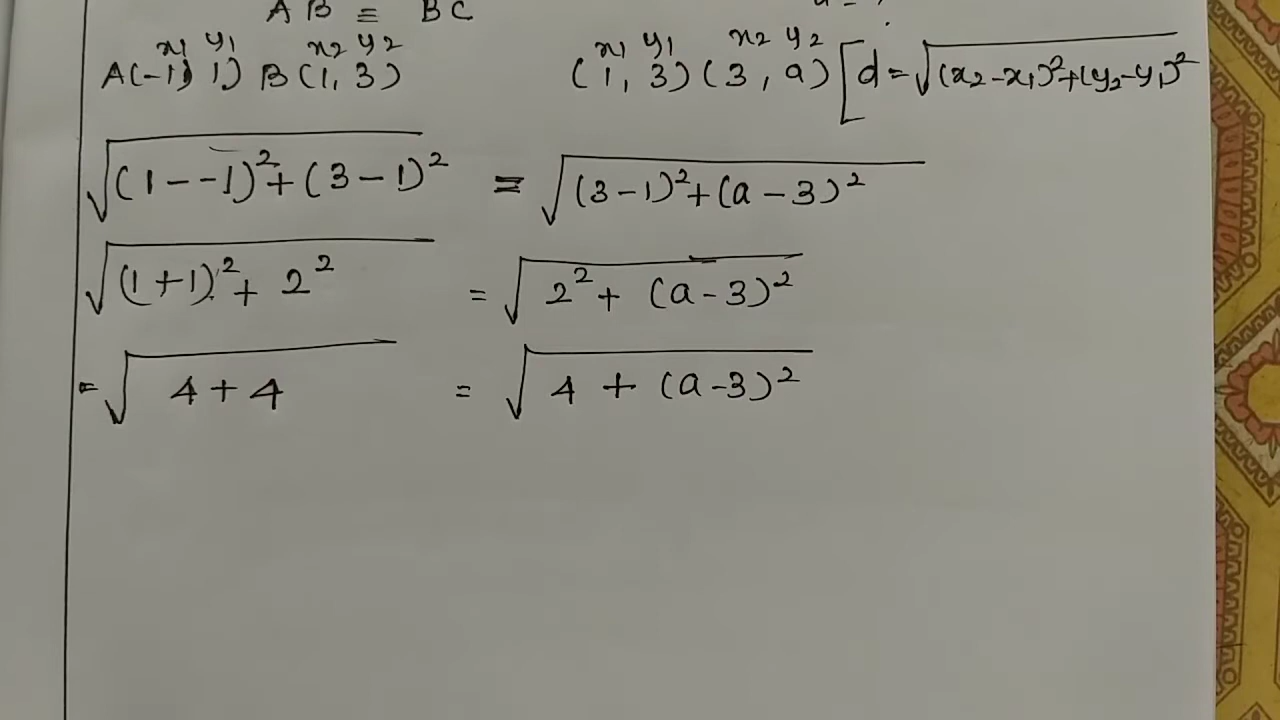 AB = BC a = ?
x1 y1 x2 y2 x1 y1 x2 y2
A(-1, 1) B(1, 3) (1, 3) (3, a) [d = √(x2-x1)²+(y2-y1)²
√(1--1)²+(3-1)² = √(3-1)²+(a-3)²
√(1+1)²+ 2² = √2²+ (a-3)²
= √4+4 = √4 + (a-3)²